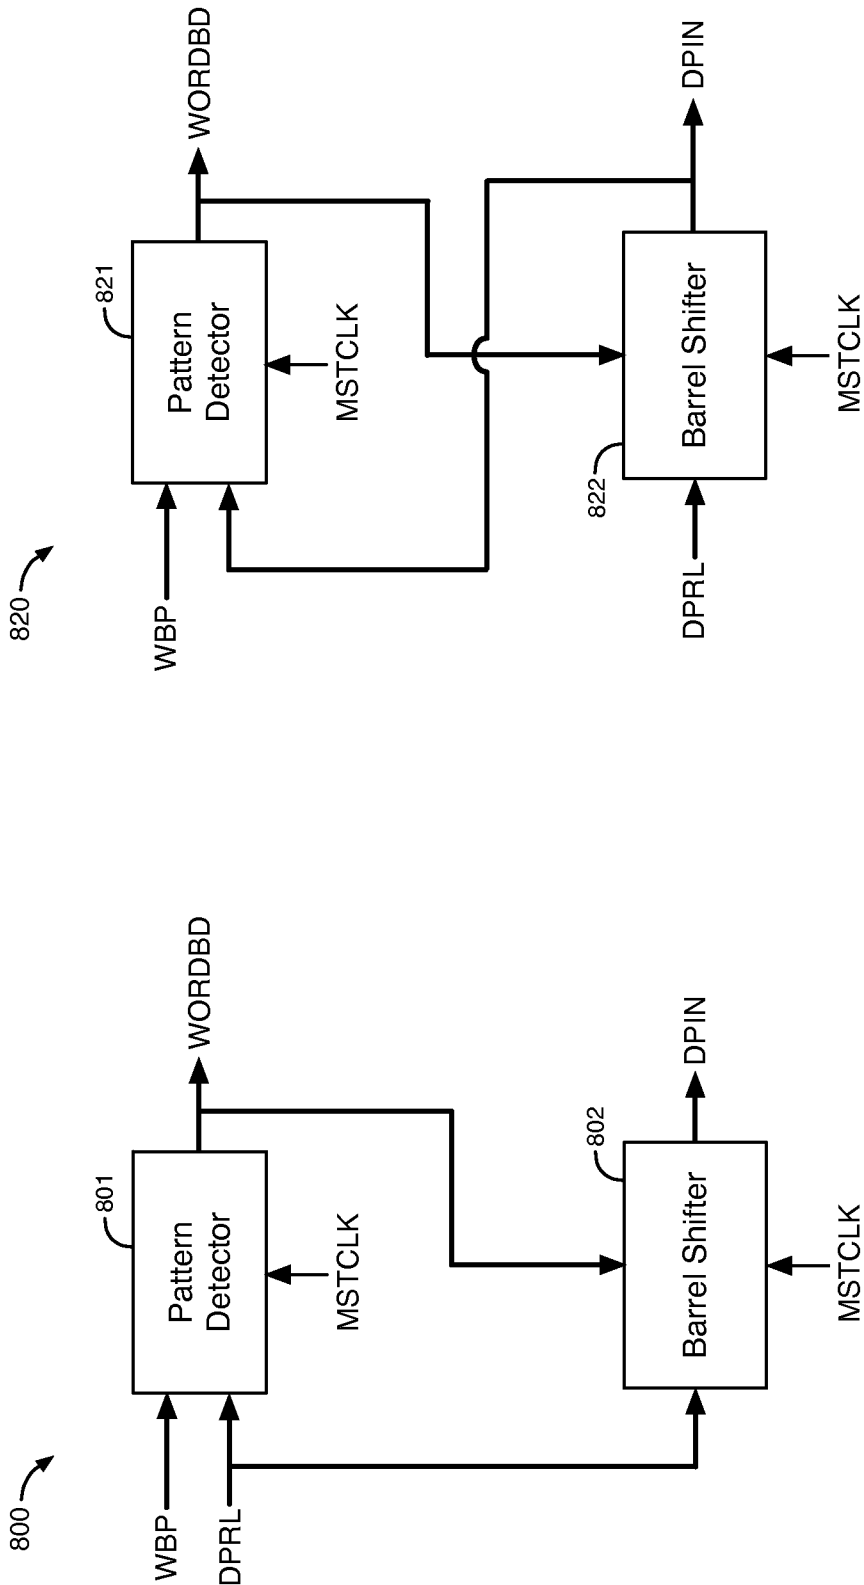 800
WBP
DPRL
801
Pattern
Detector
WORDBD
MSTCLK
802
Barrel Shifter
DPIN
MSTCLK
820
WBP
821
Pattern
Detector
WORDBD
MSTCLK
DPRL
822
Barrel Shifter
DPIN
MSTCLK